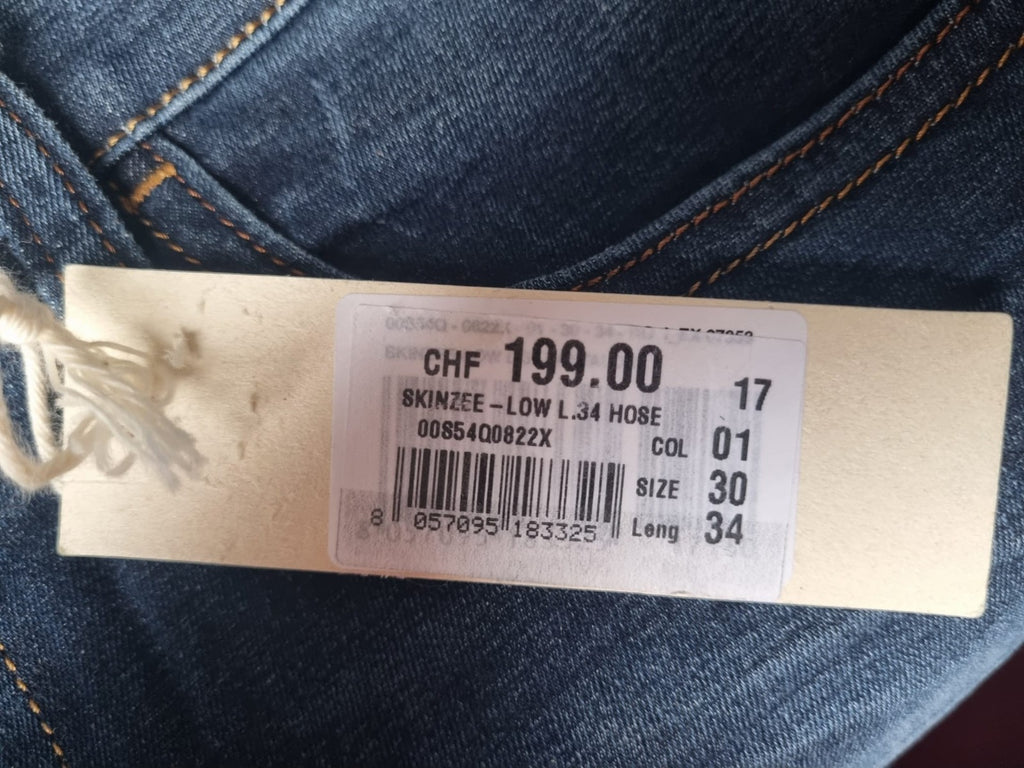 CHF 199.00
17
SKINZEE-LOW L.34 HOSE
00S54Q0822X
COL 01
SIZE 30
Leng 34
8 057095 183325